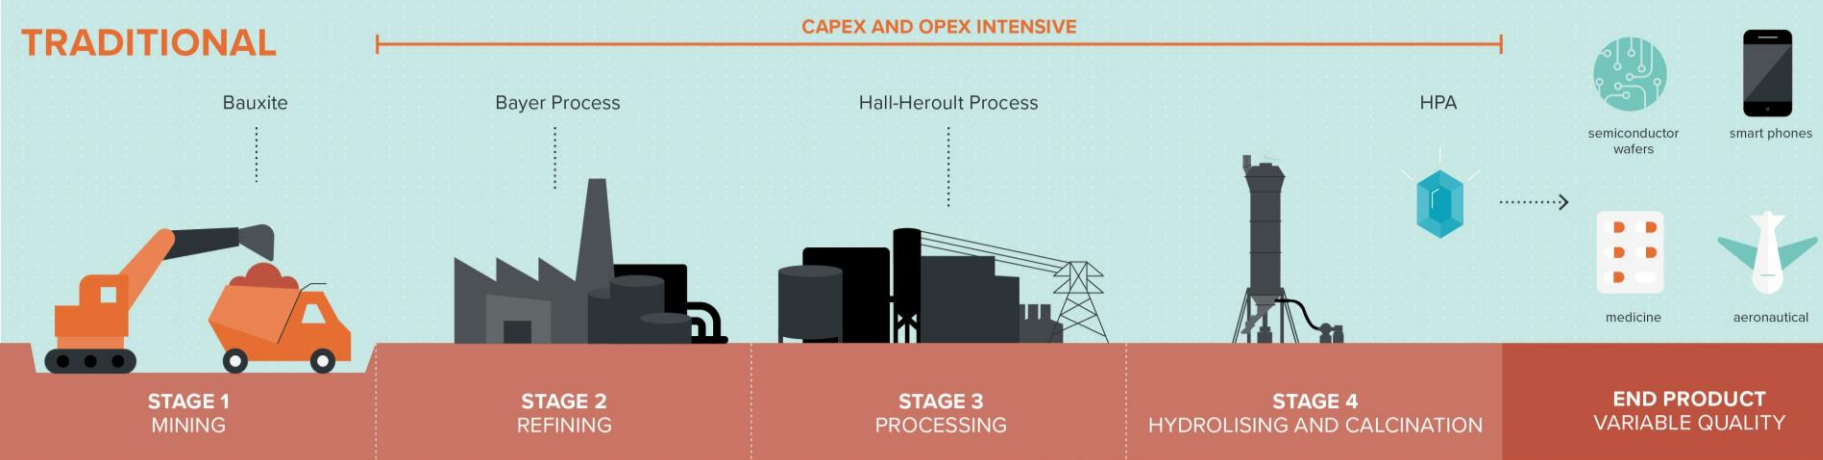 TRADITIONAL
CAPEX AND OPEX INTENSIVE
Bauxite
Bayer Process
Hall-Heroult Process
HPA
semiconductor
wafers
smart phones
medicine
aeronautical
STAGE 1
MINING
STAGE 2
REFINING
STAGE 3
PROCESSING
STAGE 4
HYDROLISING AND CALCINATION
END PRODUCT
VARIABLE QUALITY